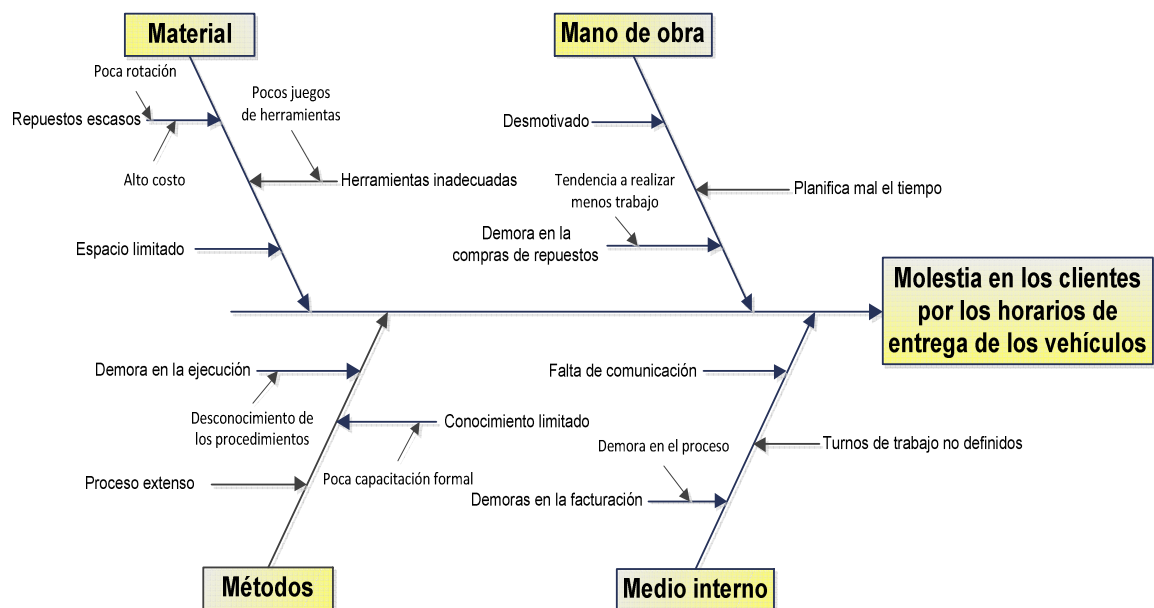 Material
Mano de obra
Poca rotación
Pocos juegos
de herramientas
Repuestos escasos
Desmotivado
Alto costo
Herramientas inadecuadas
Tendencia a realizar
menos trabajo
Planifica mal el tiempo
Espacio limitado
Demora en la
compras de repuestos
Molestia en los clientes
por los horarios de
entrega de los vehículos
Demora en la ejecución
Falta de comunicación
Desconocimiento de
los procedimientos
Conocimiento limitado
Demora en el proceso
Turnos de trabajo no definidos
Proceso extenso
Poca capacitación formal
Demoras en la facturación
Métodos
Medio interno